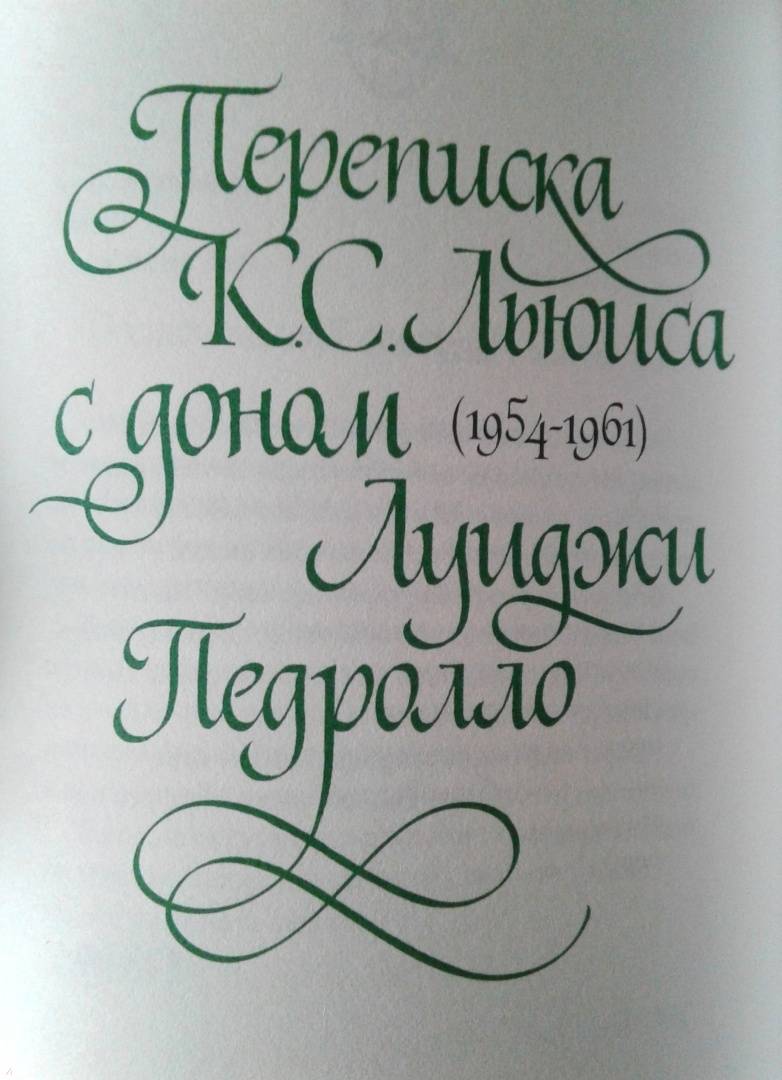 Переписка
К.С. Льюиса
с доном (1954-1961)
Луиджи
Педролло